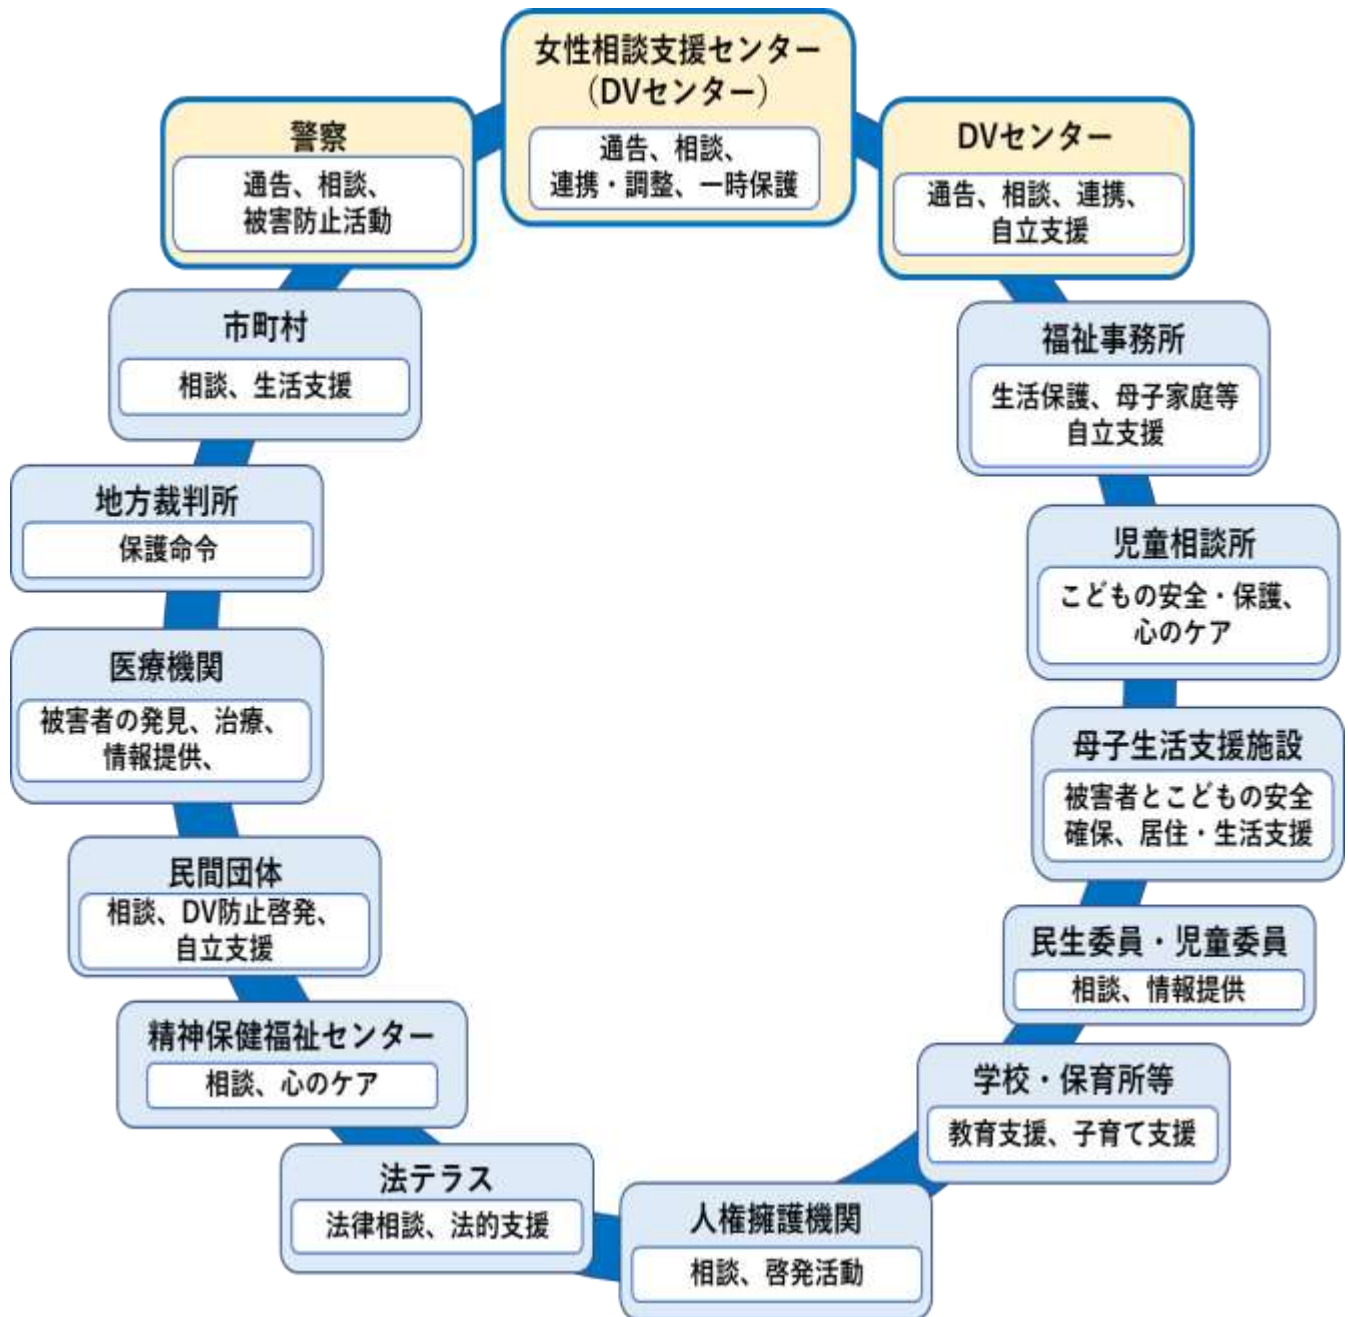 女性相談支援センター
（DVセンター）
通告、相談、
連携・調整、一時保護
警察
通告、相談、
被害防止活動
DVセンター
通告、相談、連携、
自立支援
市町村
相談、生活支援
福祉事務所
生活保護、母子家庭等
自立支援
地方裁判所
保護命令
児童相談所
こどもの安全・保護、
心のケア
医療機関
被害者の発見、治療、
情報提供、
母子生活支援施設
被害者とこどもの安全
確保、居住・生活支援
民間団体
相談、DV防止啓発、
自立支援
民生委員・児童委員
相談、情報提供
精神保健福祉センター
相談、心のケア
学校・保育所等
教育支援、子育て支援
法テラス
法律相談、法的支援
人権擁護機関
相談、啓発活動